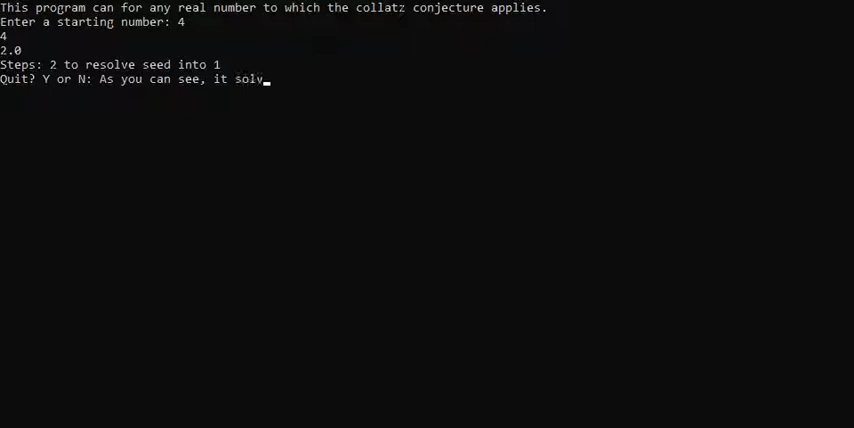 This program can for any real number to which the collatz conjecture applies.
Enter a starting number: 4
4
2.0
Steps: 2 to resolve seed into 1
Quit? Y or N: As you can see, it solv